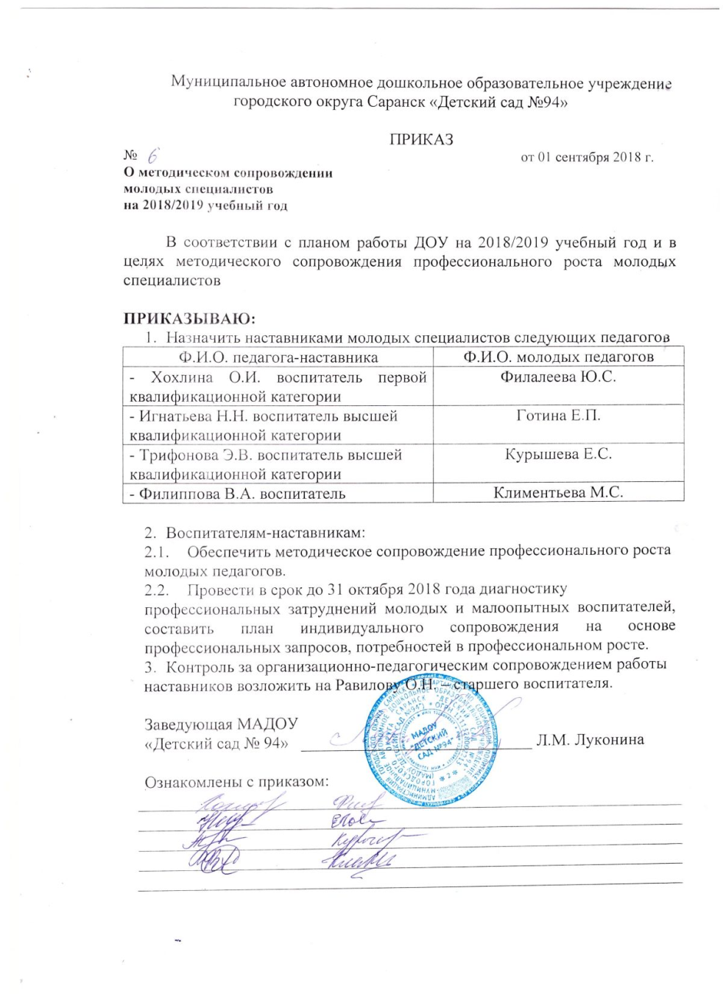 Муниципальное автономное дошкольное образовательное учреждение
городского округа Саранск «Детский сад №94»
ПРИКАЗ
№ 6 от 01 сентября 2018 г.
О методическом сопровождении
молодых специалистов
на 2018/2019 учебный год
В соответствии с планом работы ДОУ на 2018/2019 учебный год и в
целях методического сопровождения профессионального роста молодых
специалистов
ПРИКАЗЫВАЮ:
1. Назначить наставниками молодых специалистов следующих педагогов
Ф.И.О. педагога-наставника Ф.И.О. молодых педагогов
- Хохлина О.И. воспитатель первой Филалеева Ю.С.
квалификационной категории
- Игнатьева Н.Н. воспитатель высшей Готина Е.П.
квалификационной категории
- Трифонова Э.В. воспитатель высшей Курышева Е.С.
квалификационной категории
- Филиппова В.А. воспитатель Климентьева М.С.
2. Воспитателям-наставникам:
2.1. Обеспечить методическое сопровождение профессионального роста
молодых педагогов.
2.2. Провести в срок до 31 октября 2018 года диагностику
профессиональных затруднений молодых и малоопытных воспитателей,
составить план индивидуального сопровождения на основе
профессиональных запросов, потребностей в профессиональном росте.
3. Контроль за организационно-педагогическим сопровождением работы
наставников возложить на Равилову О.Н. – старшего воспитателя.
Заведующая МАДОУ
«Детский сад № 94» Л.М. Луконина
МАДОУ
"ДЕТСКИЙ
САД №94"
Ознакомлены с приказом: